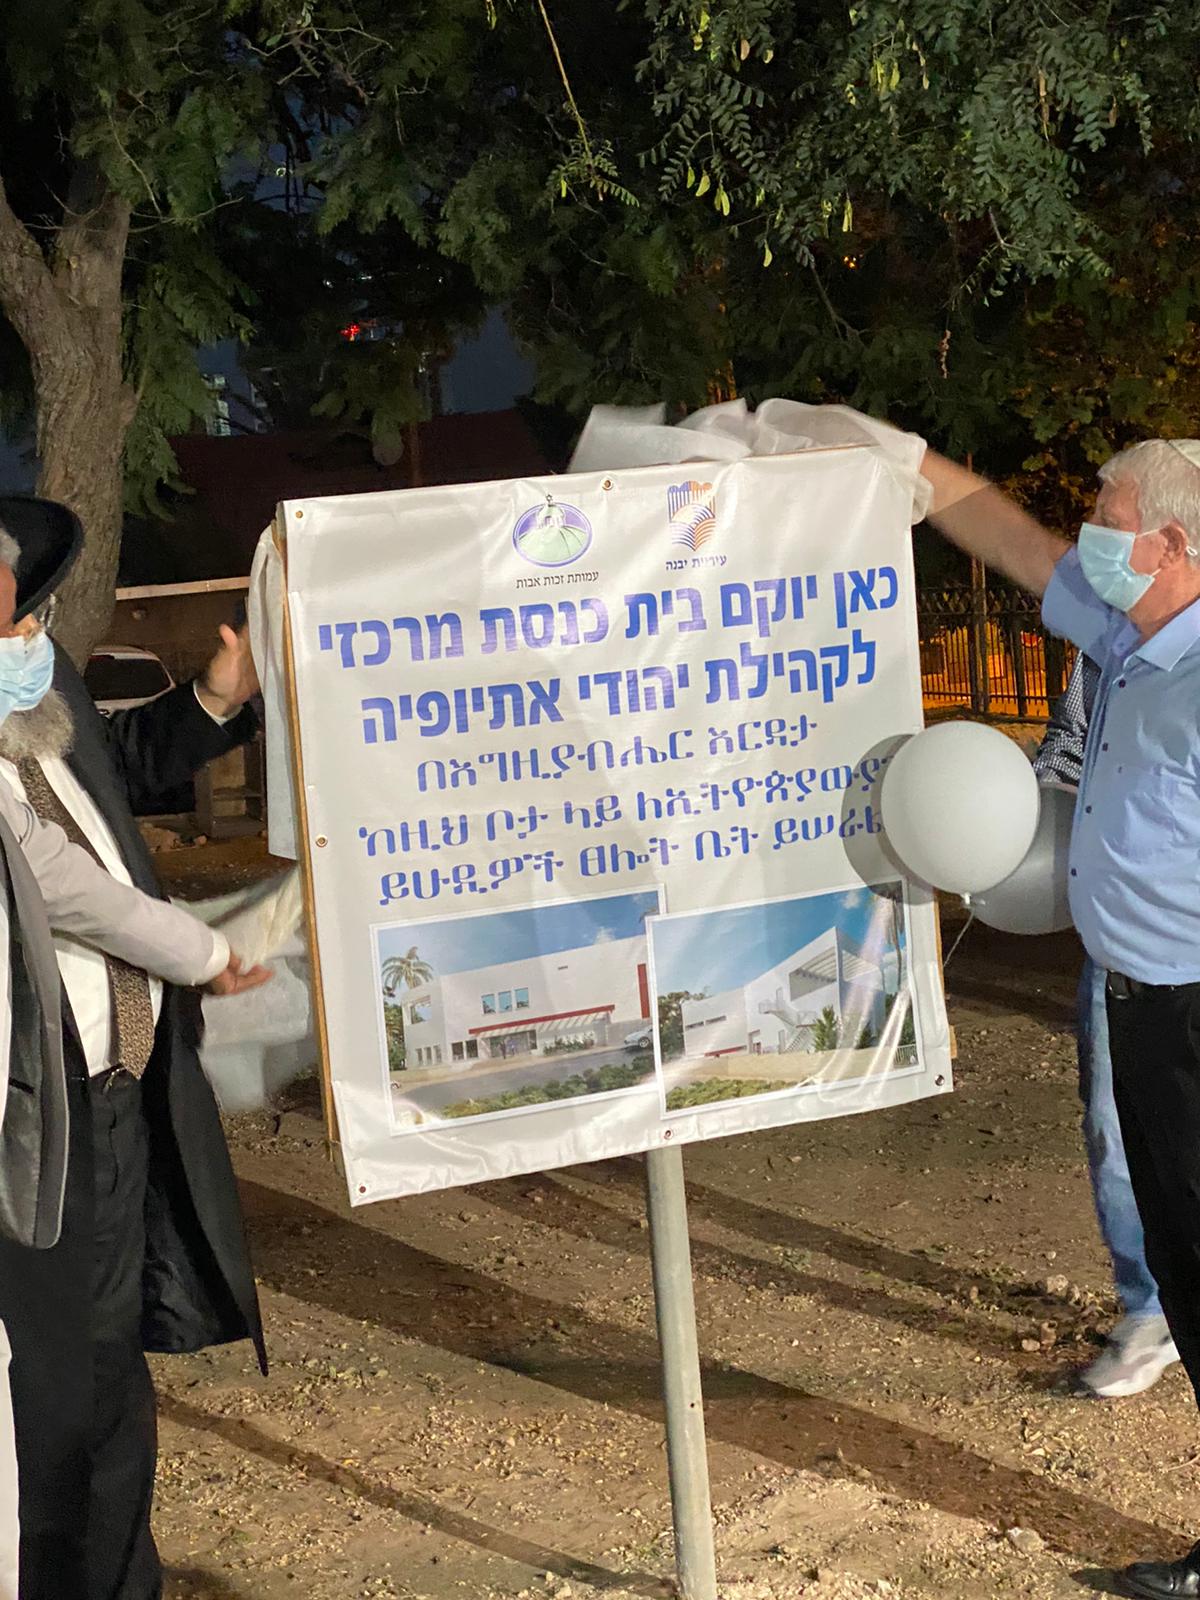 עמותת זכות אבות
עיריית יבנה
כאן יוקם בית כנסת מרכזי
לקהילת יהודי אתיופיה
በእግዚያብሔር እርዳታ
ከዚህ ቦታ ላይ ለኢትዮጵያውያን
ይሁዲዎች ፀሎት ቤት ይሠራል